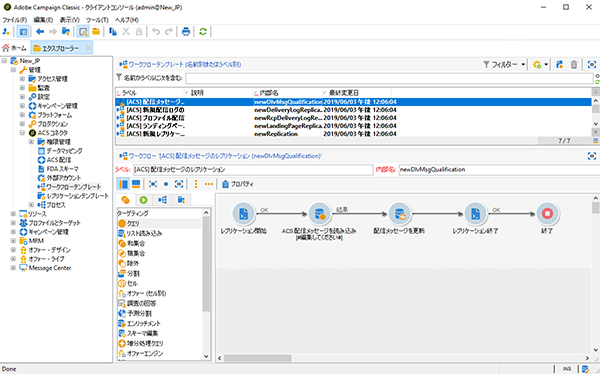 Adobe Campaign Classic - クライアントコンソール (admin@New_JP)
ファイル(F) 編集(E) 表示(V) ツール(T) ヘルプ(H)
ホーム エクスプローラー
New_JP
管理
アクセス管理
監査
設定
キャンペーン管理
プラットフォーム
プロダクション
ACS コネクタ
権限管理
データマッピング
ACS 配信
FDA スキーマ
外部アカウント
ワークフローテンプレート
レプリケーションテンプレート
プロセス
リソース
プロファイルとターゲット
キャンペーン管理
MRM
オファー - デザイン
オファー - ライブ
Message Center
ワークフローテンプレート (名前別またはラベル別)
フィルター
名前かラベルに次を含む:
ラベル 説明 内部名 最終変更日
[ACS] 配信メッセージ... newDlvMsgQualification 2019/06/03 午後 12:06:04
[ACS] 新規配信ログの newDeliveryLogReplica... 2019/06/03 午後 12:06:04
[ACS] プロファイル配信 newRcpDeliveryLogRepl... 2019/06/03 午後 12:06:04
[ACS] ランディングペー... newLandingPageReplica... 2019/06/03 午後 12:06:04
[ACS] 新規レプリケー... newReplication 2019/06/03 午後 12:06:04
7 / 7
ワークフロー '[ACS] 配信メッセージのレプリケーション (newDlvMsgQualification)'
ラベル: [ACS] 配信メッセージのレプリケーション 内部名: newDlvMsgQualification
プロパティ
ターゲティング
クエリ
リスト読み込み
和集合
積集合
除外
分割
セル
オファー (セル別)
調査の回答
予測分割
エンリッチメント
スキーマ編集
増分処理クエリ
オファーエンジン
OK 結果 OK
レプリケーション開始 ACS 配信メッセージを読み込み 配信メッセージを更新 レプリケーション終了 終了
[#編集してください#]
Done INS